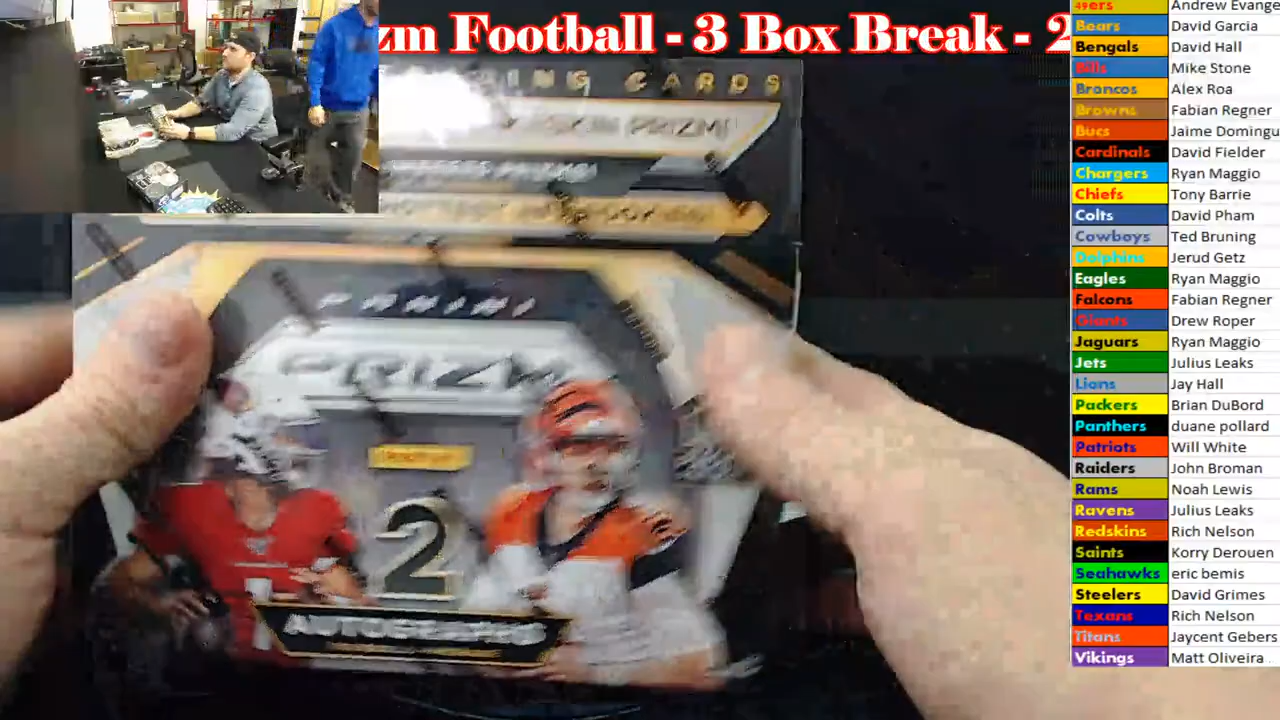 zm Football - 3 Box Break - 2
ING CARDS
PRIZM
PANINI
PRIZM
2
AUTOGRAPHS
49ers Andrew Evange
Bears David Garcia
Bengals David Hall
Bills Mike Stone
Broncos Alex Roa
Browns Fabian Regner
Bucs Jaime Domingu
Cardinals David Fielder
Chargers Ryan Maggio
Chiefs Tony Barrie
Colts David Pham
Cowboys Ted Bruning
Dolphins Jerud Getz
Eagles Ryan Maggio
Falcons Fabian Regner
Giants Drew Roper
Jaguars Ryan Maggio
Jets Julius Leaks
Lions Jay Hall
Packers Brian DuBord
Panthers duane pollard
Patriots Will White
Raiders John Broman
Rams Noah Lewis
Ravens Julius Leaks
Redskins Rich Nelson
Saints Korry Derouen
Seahawks eric bemis
Steelers David Grimes
Texans Rich Nelson
Titans Jaycent Gebers
Vikings Matt Oliveira